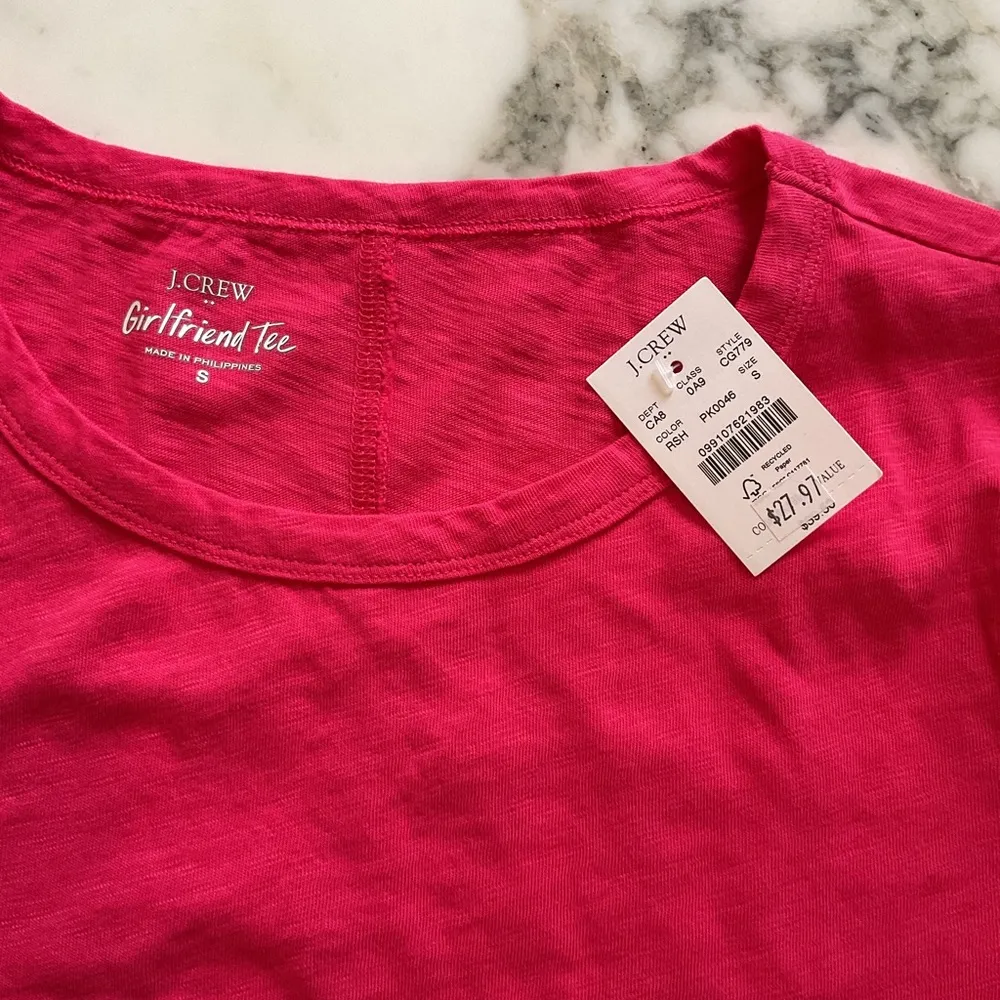 J.CREW
Girlfriend Tee
MADE IN PHILIPPINES
S
J.CREW
DEPT CLASS STYLE
CA8 0A9 CG779
COLOR SIZE
RSH PK0046 S
099107621983
RECYCLED
Paper
VALUE
$27.97